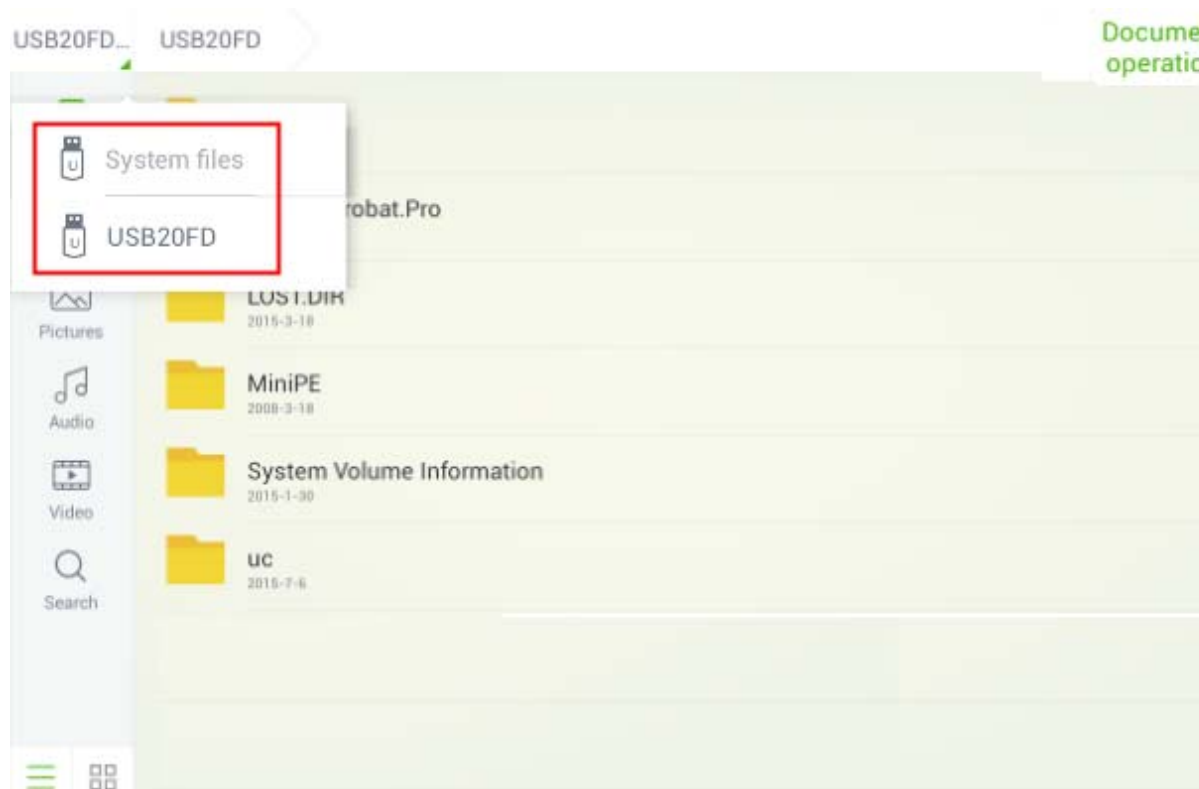 USB20FD...
USB20FD
Docume
operatio
System files
USB20FD
robat.Pro
LOST.DIR
2015-3-18
Pictures
MiniPE
2008-3-18
Audio
System Volume Information
2015-1-30
Video
uc
2015-7-6
Search